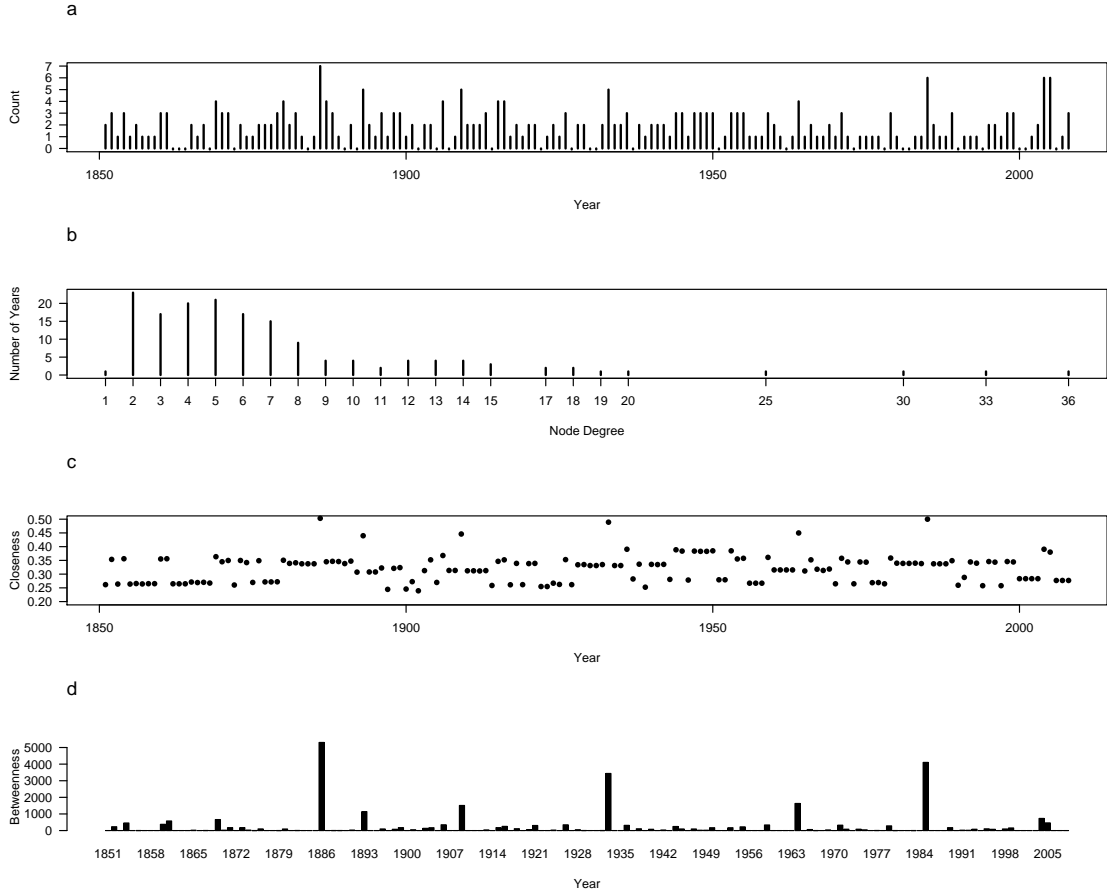 a
Count
7
6
5
4
3
2
1
0
1850 1900 1950 2000
Year
b
Number of Years
20
15
10
5
0
1 2 3 4 5 6 7 8 9 10 11 12 13 14 15 17 18 19 20 25 30 33 36
Node Degree
c
Closeness
0.50
0.45
0.40
0.35
0.30
0.25
0.20
1850 1900 1950 2000
Year
d
Betweenness
5000
4000
3000
2000
1000
0
1851 1858 1865 1872 1879 1886 1893 1900 1907 1914 1921 1928 1935 1942 1949 1956 1963 1970 1977 1984 1991 1998 2005
Year